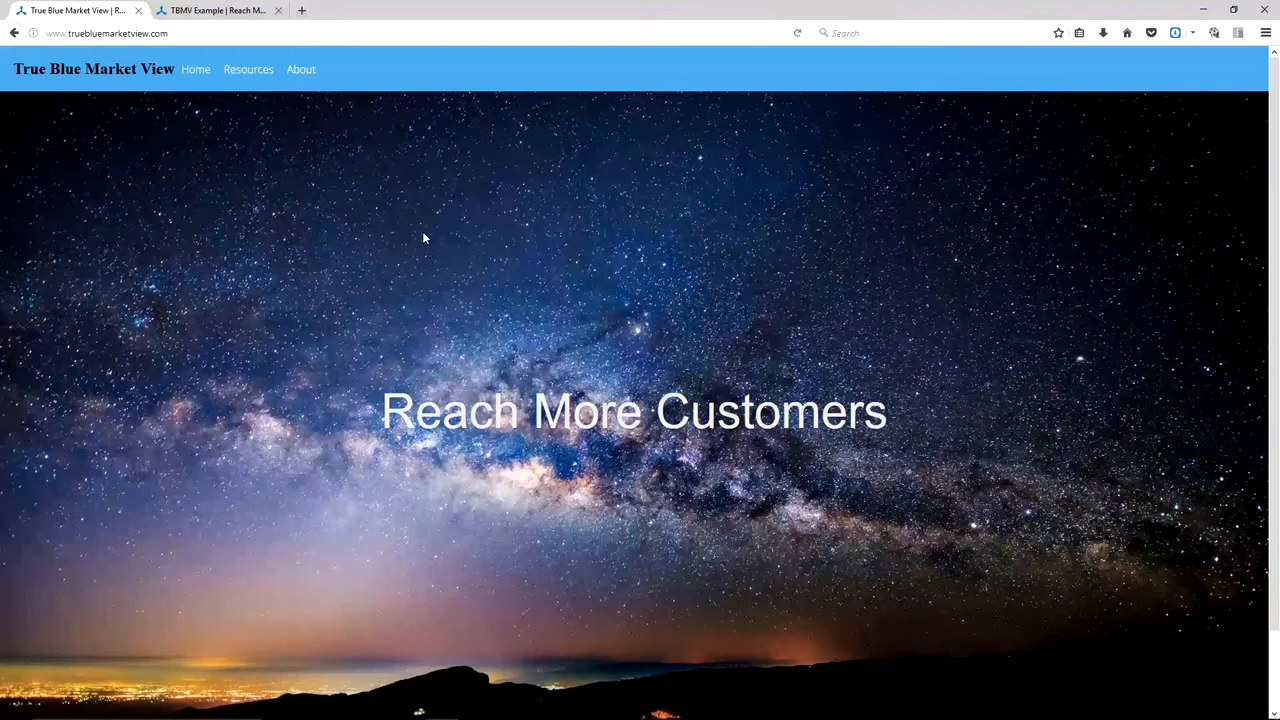 True Blue Market View | R...
TBMV Example | Reach M...
www.truebluemarketview.com
Search
True Blue Market View Home Resources About
Reach More Customers